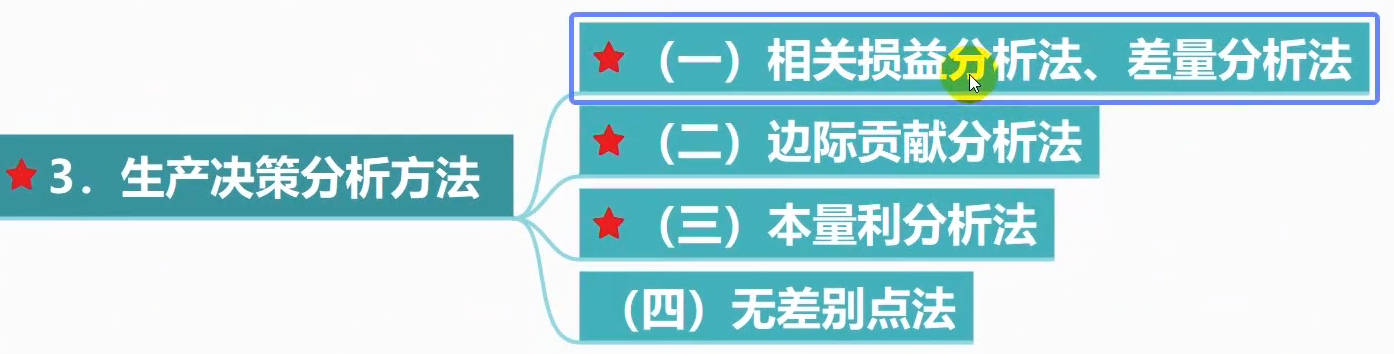 3．生产决策分析方法
（一）相关损益分析法、差量分析法
（二）边际贡献分析法
（三）本量利分析法
（四）无差别点法